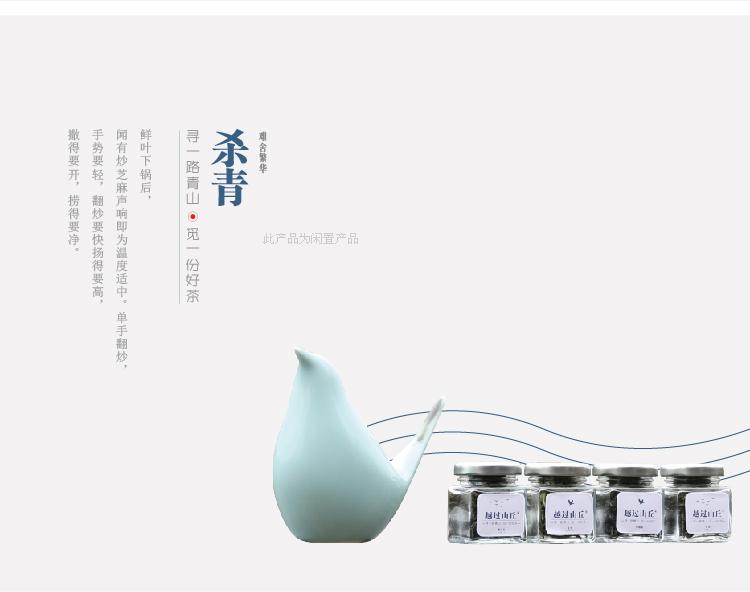 难舍繁华
杀青
寻一路青山
觅一份好茶
鲜叶下锅后，
闻有炒芝麻声响即为温度适中。单手翻炒，
手势要轻，翻炒要快扬得要高，
撒得要开，捞得要净。
此产品为闲置产品
越过山丘
越过山丘
越过山丘
越过山丘